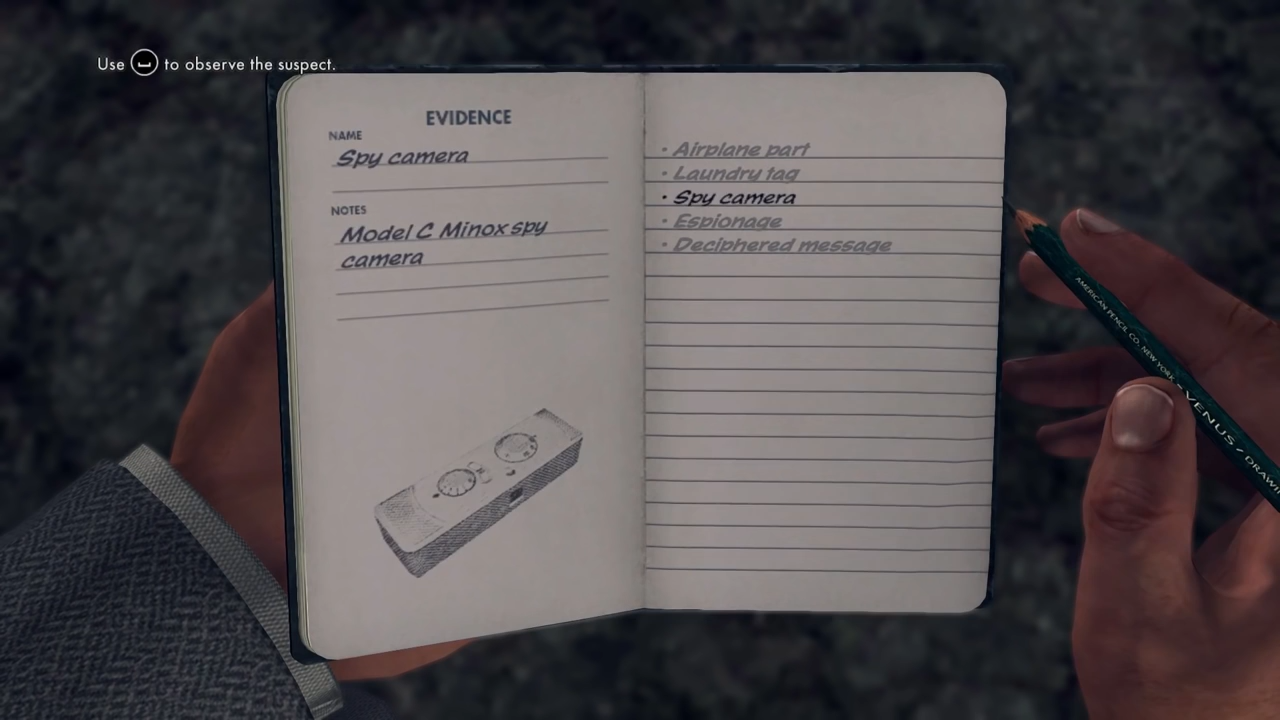 Use ␣ to observe the suspect.
EVIDENCE
NAME
Spy camera
NOTES
Model C Minox spy
camera
• Airplane part
• Laundry tag
• Spy camera
• Espionage
• Deciphered message
AMERICAN PENCIL CO. NEW YORK VENUS / DRAWIN